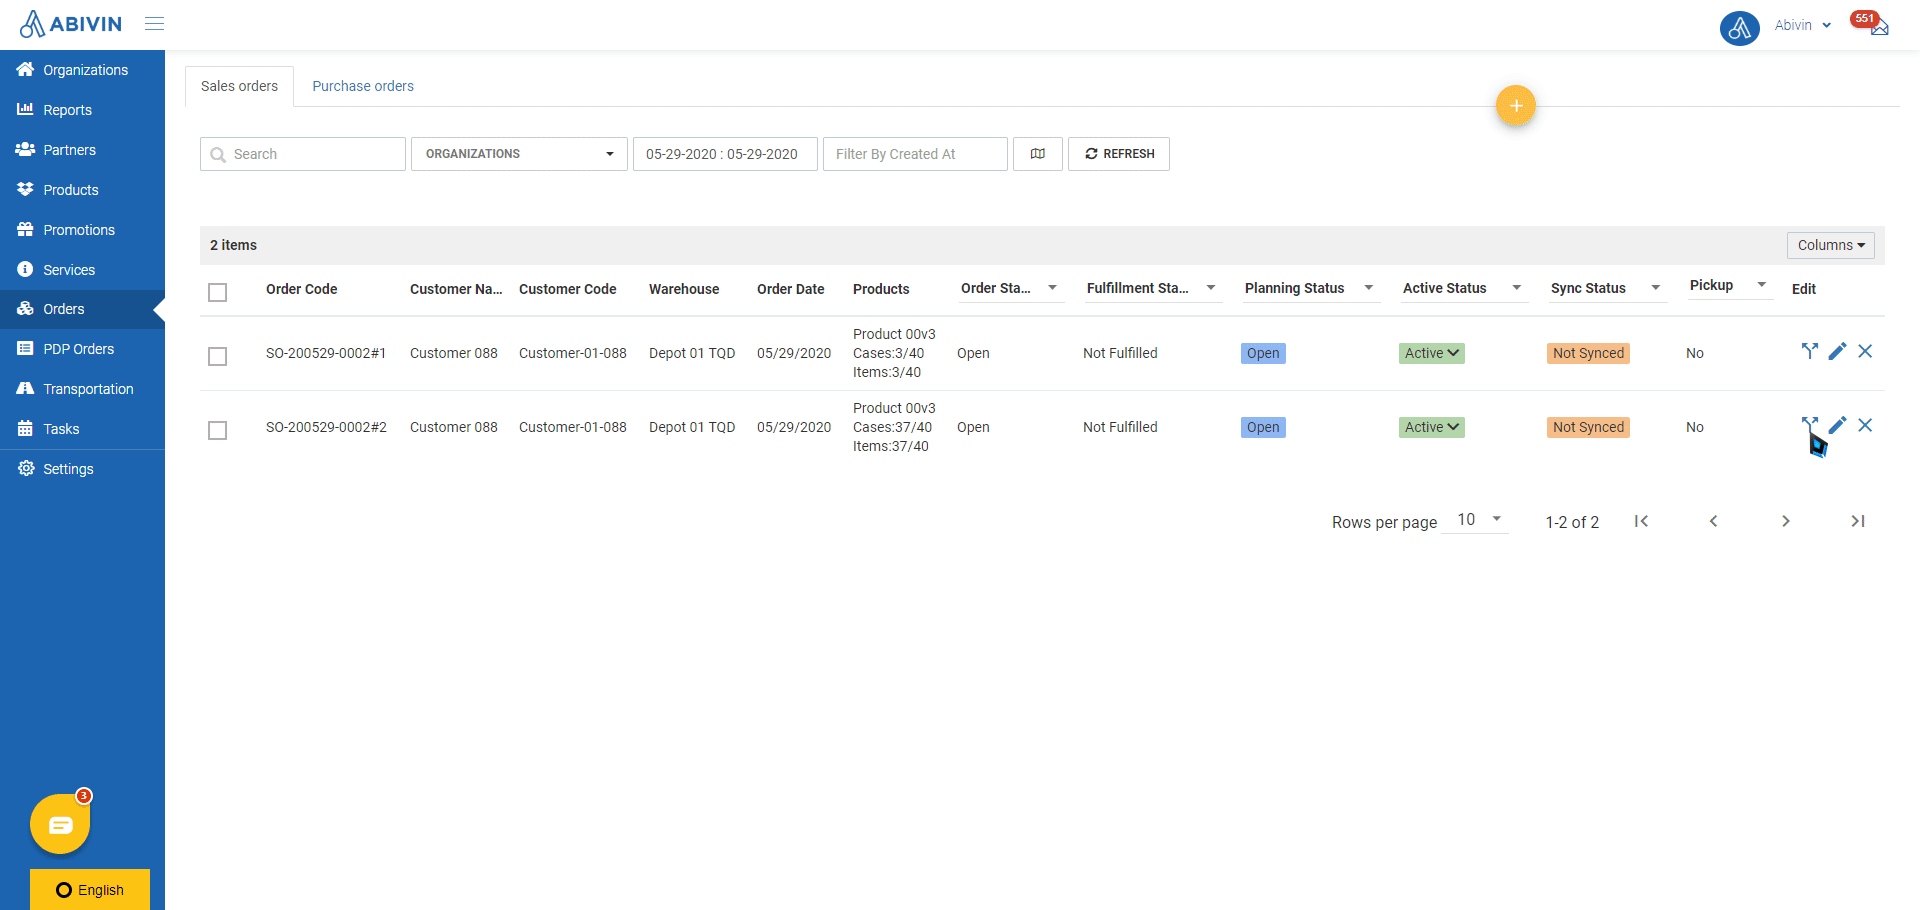 ABIVIN
Abivin
551
Organizations
Reports
Partners
Products
Promotions
Services
Orders
PDP Orders
Transportation
Tasks
Settings
3
English
Sales orders
Purchase orders
+
Search
ORGANIZATIONS
05-29-2020 : 05-29-2020
Filter By Created At
REFRESH
2 items
Columns
Order Code Customer Na... Customer Code Warehouse Order Date Products Order Sta... Fulfillment Sta... Planning Status Active Status Sync Status Pickup Edit
SO-200529-0002#1 Customer 088 Customer-01-088 Depot 01 TQD 05/29/2020 Product 00v3
Cases:3/40
Items:3/40
Open Not Fulfilled Open Active Not Synced No
SO-200529-0002#2 Customer 088 Customer-01-088 Depot 01 TQD 05/29/2020 Product 00v3
Cases:37/40
Items:37/40
Open Not Fulfilled Open Active Not Synced No
Rows per page 10 1-2 of 2